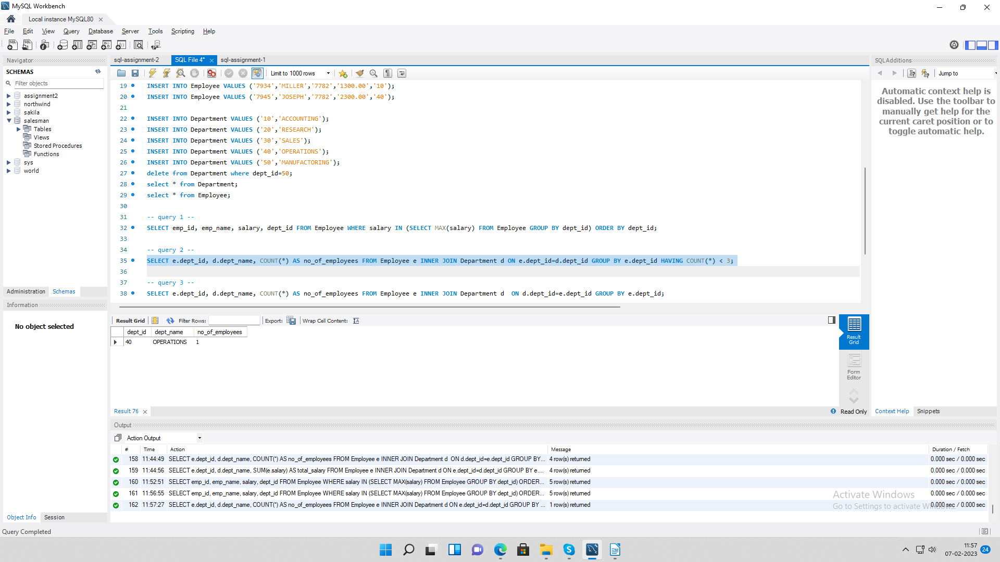 MySQL Workbench
Local instance MySQL80
File Edit View Query Database Server Tools Scripting Help
Navigator
SCHEMAS
Filter objects
assignment2
northwind
sakila
salesman
Tables
Views
Stored Procedures
Functions
sys
world
Administration Schemas
Information
No object selected
Object Info Session
sql-assignment-2 SQL File 4* sql-assignment-1
Limit to 1000 rows
19 INSERT INTO Employee VALUES ('7934','MILLER','7782','1300.00','10');
20 INSERT INTO Employee VALUES ('7945','JOSEPH','7782','2300.00','40');
21
22 INSERT INTO Department VALUES ('10','ACCOUNTING');
23 INSERT INTO Department VALUES ('20','RESEARCH');
24 INSERT INTO Department VALUES ('30','SALES');
25 INSERT INTO Department VALUES ('40','OPERATIONS');
26 INSERT INTO Department VALUES ('50','MANUFACTORING');
27 delete from Department where dept_id=50;
28 select * from Department;
29 select * from Employee;
30
31 -- query 1 --
32 SELECT emp_id, emp_name, salary, dept_id FROM Employee WHERE salary IN (SELECT MAX(salary) FROM Employee GROUP BY dept_id) ORDER BY dept_id;
33
34 -- query 2 --
35 SELECT e.dept_id, d.dept_name, COUNT(*) AS no_of_employees FROM Employee e INNER JOIN Department d ON e.dept_id=d.dept_id GROUP BY e.dept_id HAVING COUNT(*) < 3;
36
37 -- query 3 --
38 SELECT e.dept_id, d.dept_name, COUNT(*) AS no_of_employees FROM Employee e INNER JOIN Department d  ON d.dept_id=e.dept_id GROUP BY e.dept_id;
Result Grid Filter Rows: Export: Wrap Cell Content:
dept_id dept_name no_of_employees
40 OPERATIONS 1
Result Grid
Form Editor
Result 76
Read Only
SQLAdditions
Jump to
Automatic context help is
disabled. Use the toolbar to
manually get help for the
current caret position or to
toggle automatic help.
Context Help Snippets
Output
Action Output
# Time Action Message Duration / Fetch
158 11:44:49 SELECT e.dept_id, d.dept_name, COUNT(*) AS no_of_employees FROM Employee e INNER JOIN Department d  ON d.dept_id=e.dept_id GROUP BY... 4 row(s) returned 0.000 sec / 0.000 sec
159 11:44:56 SELECT e.dept_id, d.dept_name, SUM(e.salary) AS total_salary FROM Employee e INNER JOIN Department d ON e.dept_id=d.dept_id GROUP BY e.... 4 row(s) returned 0.000 sec / 0.000 sec
160 11:52:51 SELECT emp_id, emp_name, salary, dept_id FROM Employee WHERE salary IN (SELECT MAX(salary) FROM Employee GROUP BY dept_id) ORDER... 5 row(s) returned 0.000 sec / 0.000 sec
161 11:56:55 SELECT emp_id, emp_name, salary, dept_id FROM Employee WHERE salary IN (SELECT MAX(salary) FROM Employee GROUP BY dept_id) ORDER... 5 row(s) returned 0.000 sec / 0.000 sec
162 11:57:27 SELECT e.dept_id, d.dept_name, COUNT(*) AS no_of_employees FROM Employee e INNER JOIN Department d ON e.dept_id=d.dept_id GROUP BY ... 1 row(s) returned 0.000 sec / 0.000 sec
Activate Windows
Go to Settings to activate Windows.
Query Completed
11:57
07-02-2023
24